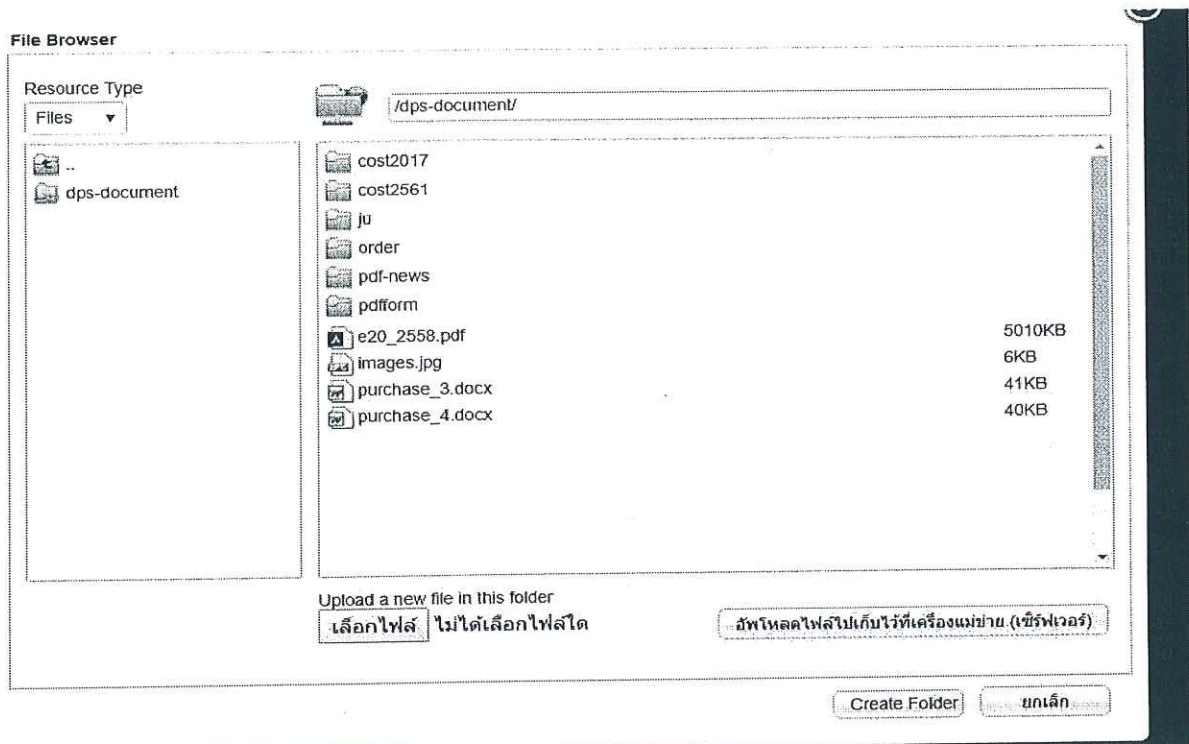 File Browser
Resource Type
Files
/dps-document/
..
dps-document
cost2017
cost2561
ju
order
pdf-news
pdfform
e20_2558.pdf 5010KB
images.jpg 6KB
purchase_3.docx 41KB
purchase_4.docx 40KB
Upload a new file in this folder
เลือกไฟล์ ไม่ได้เลือกไฟล์ใด
อัพโหลดไฟล์ไปเก็บไว้ที่เครื่องแม่ข่าย (เซิร์ฟเวอร์)
Create Folder ยกเลิก